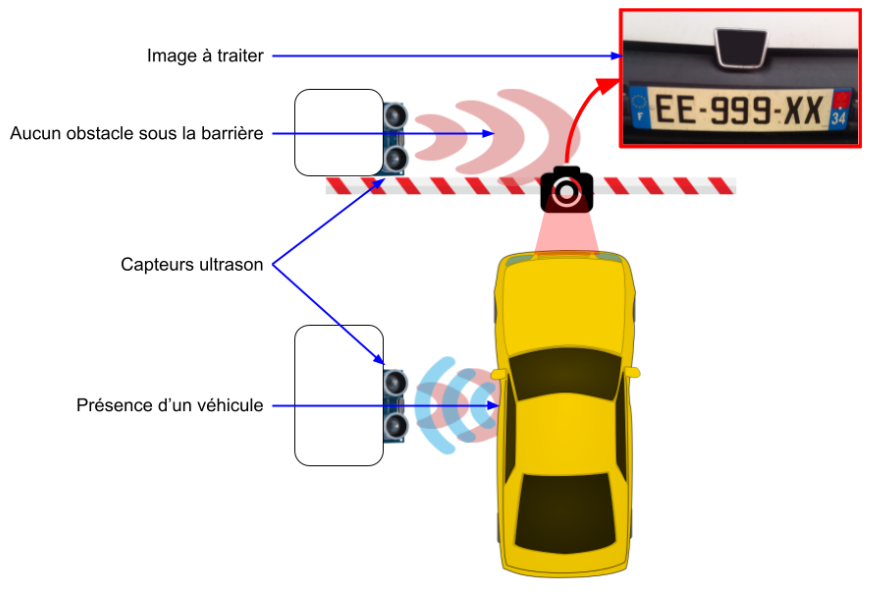 Image à traiter
Aucun obstacle sous la barrière
Capteurs ultrason
Présence d'un véhicule
F EE-999-XX 34